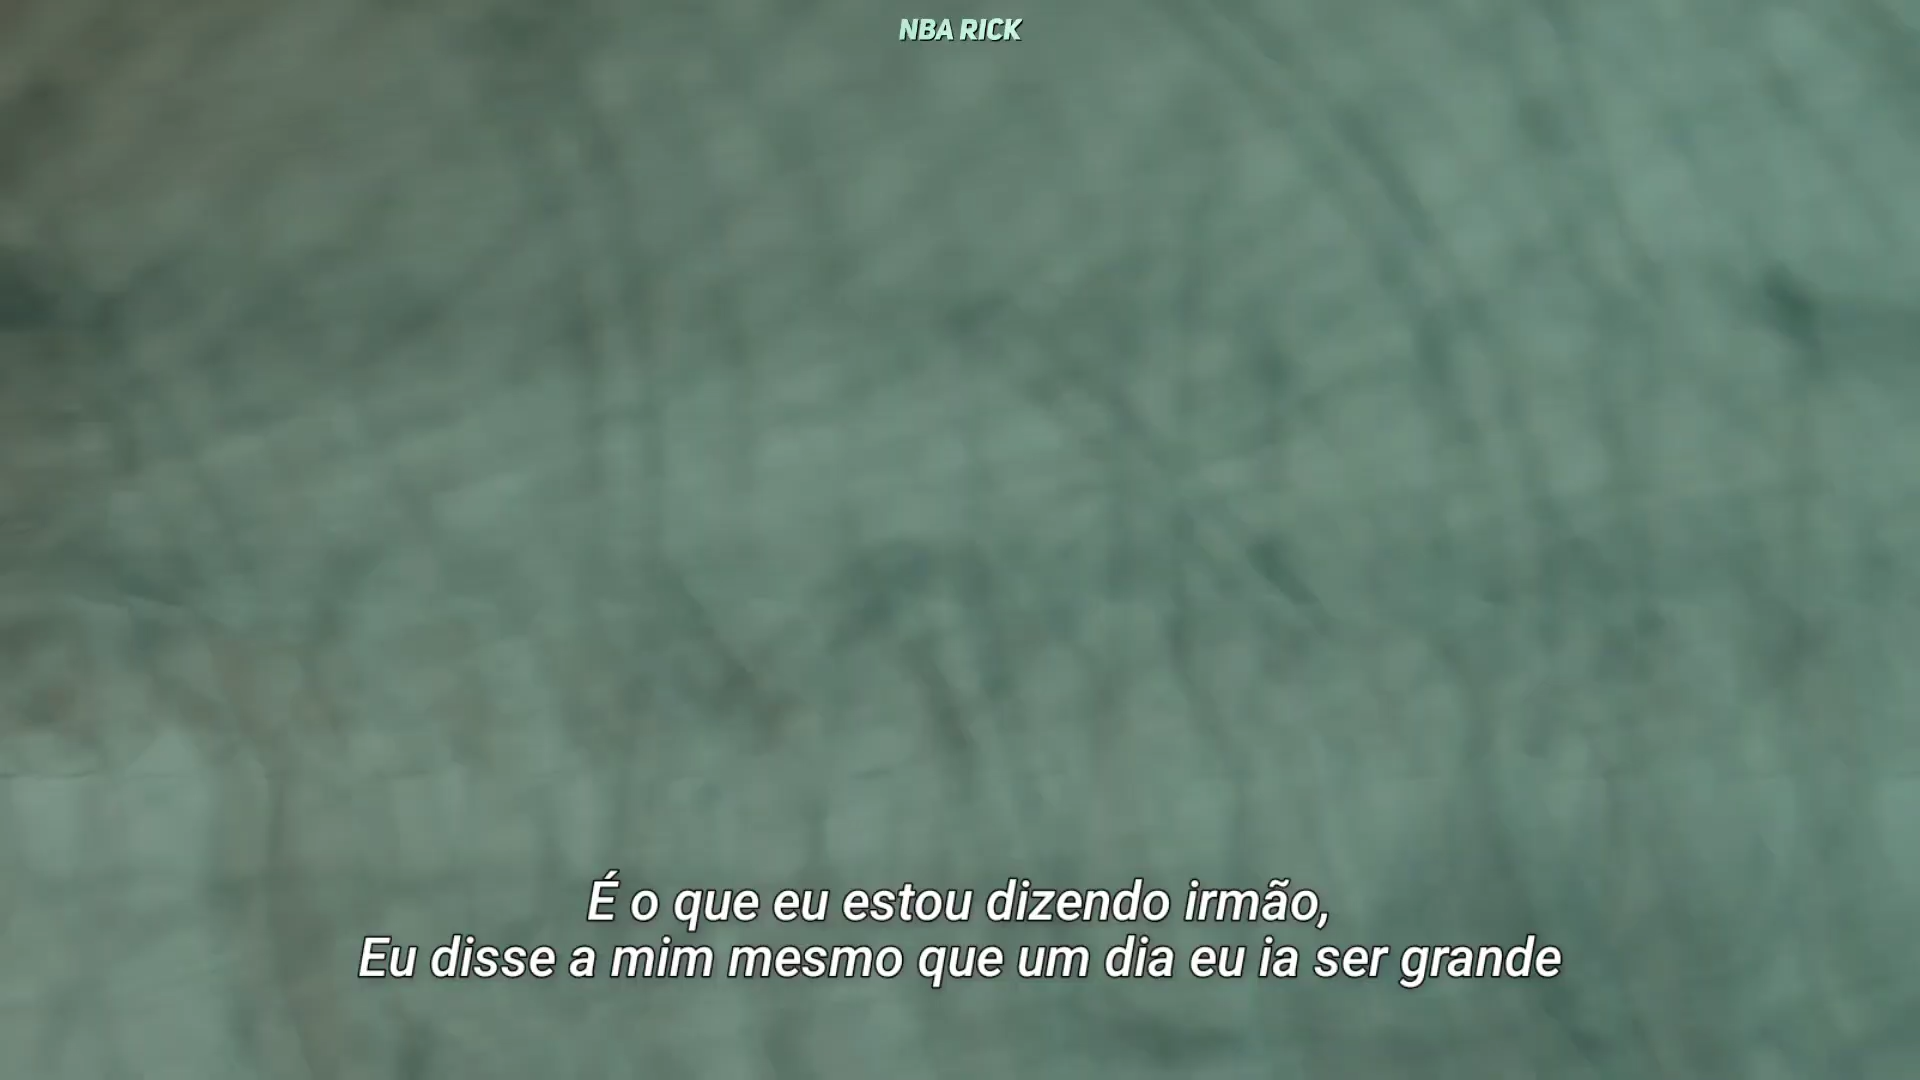 NBA RICK
É o que eu estou dizendo irmão,
Eu disse a mim mesmo que um dia eu ia ser grande